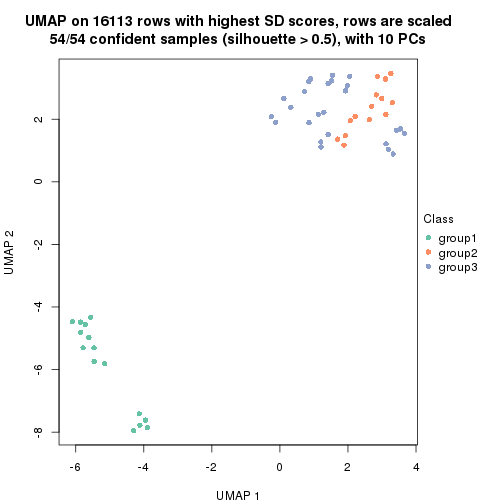 UMAP on 16113 rows with highest SD scores, rows are scaled
54/54 confident samples (silhouette > 0.5), with 10 PCs
2
0
-2
-4
-6
-8
UMAP 2
-6
-4
-2
0
2
4
UMAP 1
Class
group1
group2
group3